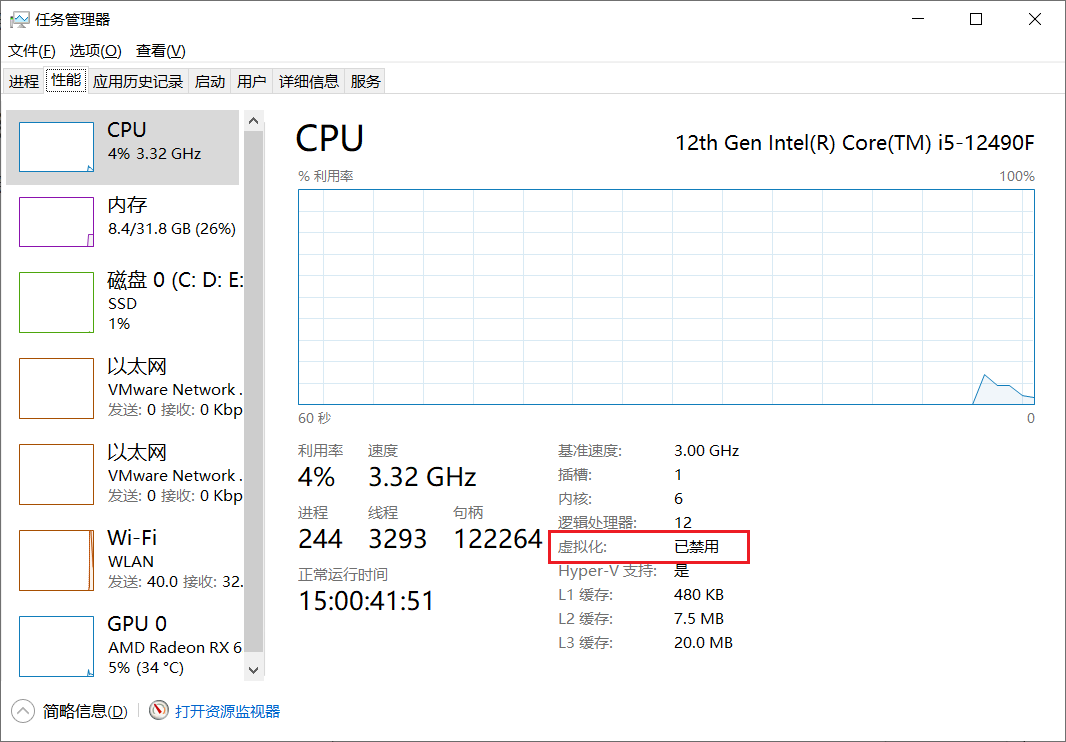 任务管理器
文件(F) 选项(O) 查看(V)
进程 性能 应用历史记录 启动 用户 详细信息 服务
CPU
4% 3.32 GHz
内存
8.4/31.8 GB (26%)
磁盘 0 (C: D: E:
SSD
1%
以太网
VMware Network .
发送: 0 接收: 0 Kbp
以太网
VMware Network .
发送: 0 接收: 0 Kbp
Wi-Fi
WLAN
发送: 40.0 接收: 32.
GPU 0
AMD Radeon RX 6
5% (34 °C)
CPU
12th Gen Intel(R) Core(TM) i5-12490F
% 利用率 100%
60 秒 0
利用率 速度
4% 3.32 GHz
进程 线程 句柄
244 3293 122264
正常运行时间
15:00:41:51
基准速度: 3.00 GHz
插槽: 1
内核: 6
逻辑处理器: 12
虚拟化: 已禁用
Hyper-V 支持: 是
L1 缓存: 480 KB
L2 缓存: 7.5 MB
L3 缓存: 20.0 MB
简略信息(D) 打开资源监视器